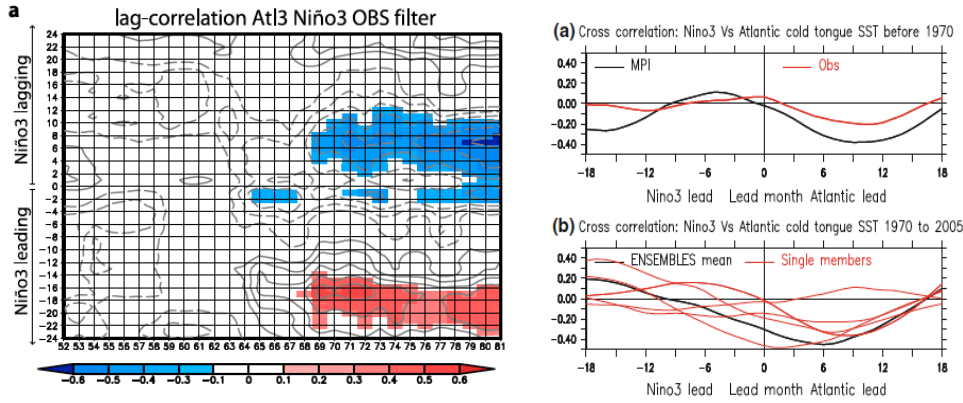 a
lag-correlation Atl3 Niño3 OBS filter
Niño3 lagging
Niño3 leading
24
22
20
18
16
14
12
10
8
6
4
2
0
-2
-4
-6
-8
-10
-12
-14
-16
-18
-20
-22
-24
52 53 54 55 56 57 58 59 60 61 62 63 64 65 66 67 68 69 70 71 72 73 74 75 76 77 78 79 80 81
-0.6 -0.5 -0.4 -0.3 -0.2 -0.1 0 0.1 0.2 0.3 0.4 0.5 0.6
(a) Cross correlation: Nino3 Vs Atlantic cold tongue SST before 1970
MPI Obs
0.40
0.20
0.00
-0.20
-0.40
-18 -12 -6 0 6 12 18
Nino3 lead Lead month Atlantic lead
(b) Cross correlation: Nino3 Vs Atlantic cold tongue SST 1970 to 2005
ENSEMBLES mean Single members
0.40
0.20
0.00
-0.20
-0.40
-18 -12 -6 0 6 12 18
Nino3 lead Lead month Atlantic lead